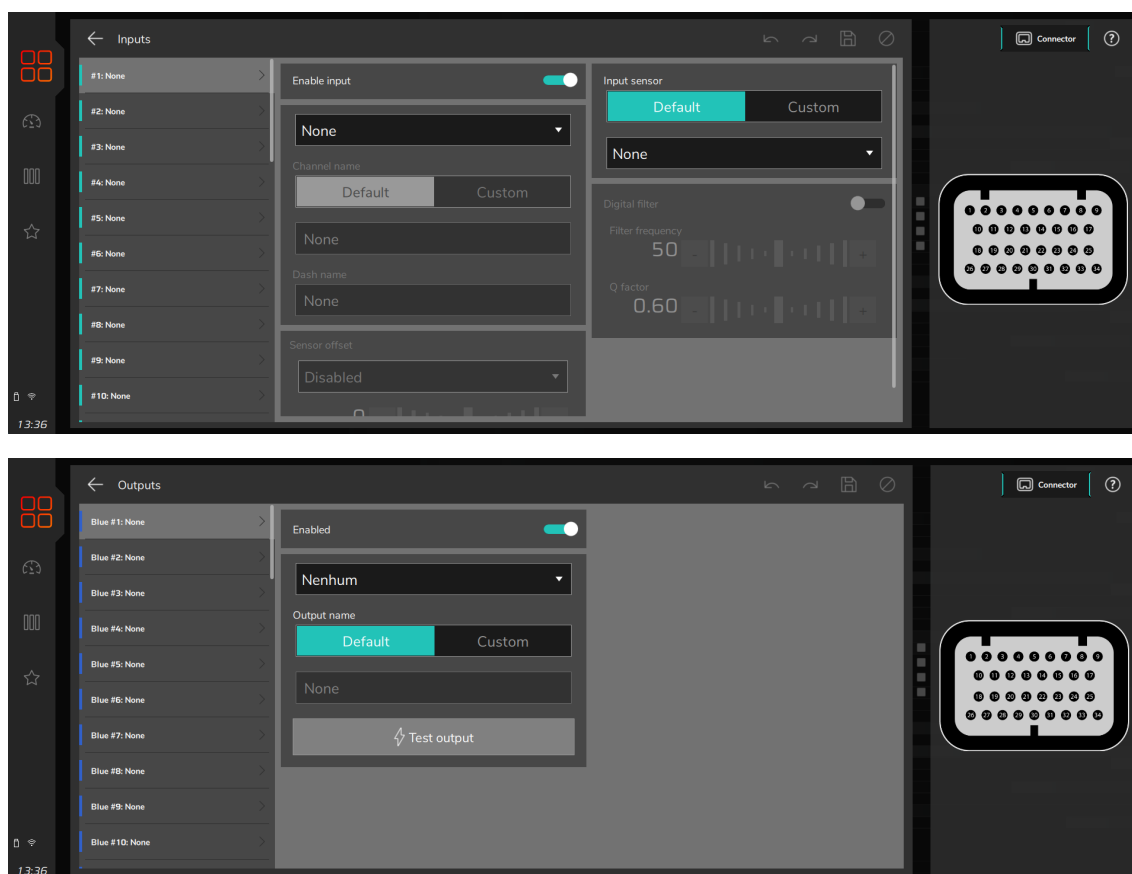 Inputs
Connector
?
#1: None
#2: None
#3: None
#4: None
#5: None
#6: None
#7: None
#8: None
#9: None
#10: None
13:36
Enable input
None
Channel name
Default Custom
None
Dash name
None
Sensor offset
Disabled
0
Input sensor
Default Custom
None
Digital filter
Filter frequency
50 - +
Q factor
0.60 - +
1 2 3 4 5 6 7 8 9
10 11 12 13 14 15 16 17
18 19 20 21 22 23 24 25
26 27 28 29 30 31 32 33 34
Outputs
Connector
?
Blue #1: None
Blue #2: None
Blue #3: None
Blue #4: None
Blue #5: None
Blue #6: None
Blue #7: None
Blue #8: None
Blue #9: None
Blue #10: None
13:36
Enabled
Nenhum
Output name
Default Custom
None
Test output
1 2 3 4 5 6 7 8 9
10 11 12 13 14 15 16 17
18 19 20 21 22 23 24 25
26 27 28 29 30 31 32 33 34